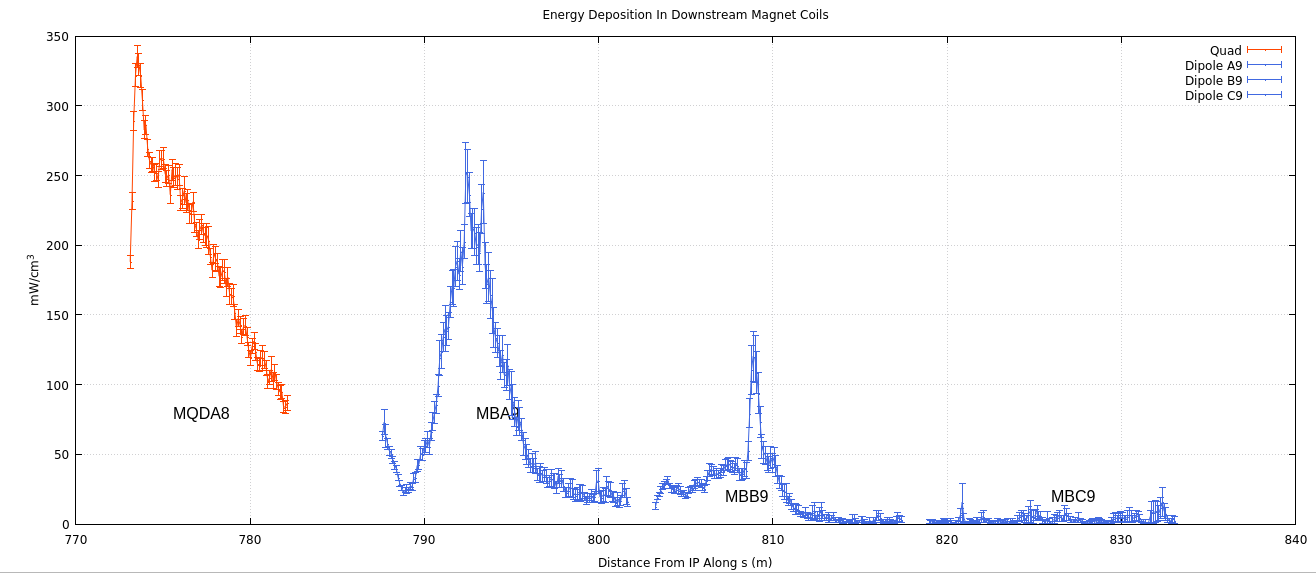 Energy Deposition In Downstream Magnet Coils
350
300
250
200
150
100
50
0
mW/cm³
Quad
Dipole A9
Dipole B9
Dipole C9
MQDA8
MBB9
MBC9
770
780
790
800
810
820
830
840
Distance From IP Along s (m)